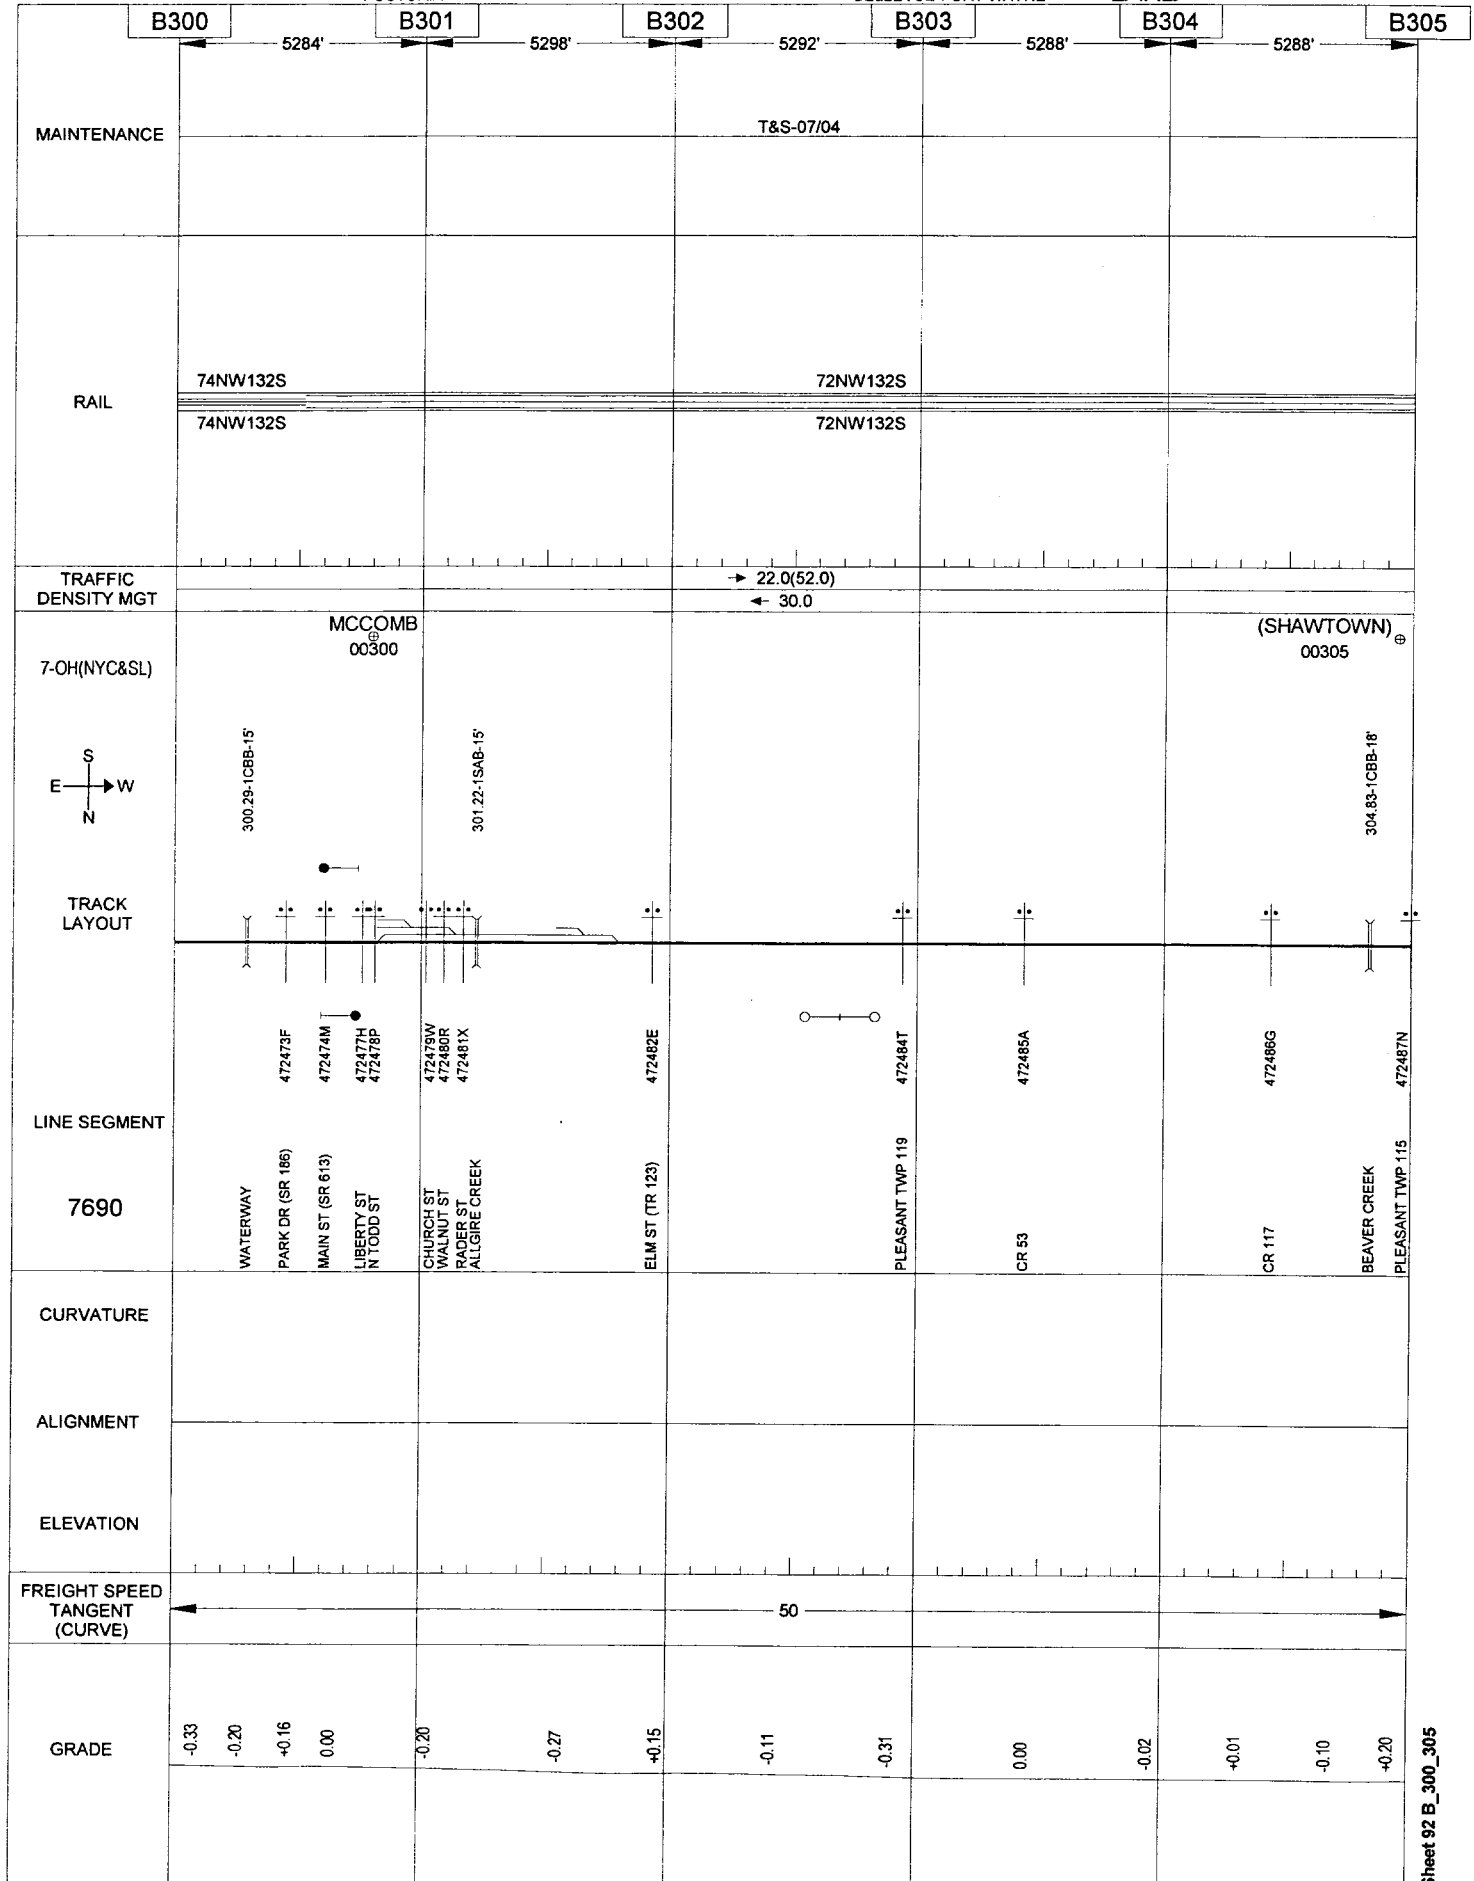 B300 B301 B302 B303 B304 B305
5284' 5298' 5292' 5288' 5288'
MAINTENANCE
T&S-07/04
RAIL
74NW132S 72NW132S
74NW132S 72NW132S
TRAFFIC
DENSITY MGT
→ 22.0(52.0)
← 30.0
7-OH(NYC&SL)
MCCOMB
00300
(SHAWTOWN)
00305
S
E W
N
300.29-1CBB-15'
301.22-1SAB-15'
304.83-1CBB-18'
TRACK
LAYOUT
472473F
472474M
472477H
472478P
472479W
472480R
472481X
472482E
472484T
472485A
472486G
472487N
LINE SEGMENT
7690
WATERWAY
PARK DR (SR 186)
MAIN ST (SR 613)
LIBERTY ST
N TODD ST
CHURCH ST
WALNUT ST
RADER ST
ALLGIRE CREEK
ELM ST (TR 123)
PLEASANT TWP 119
CR 53
CR 117
BEAVER CREEK
PLEASANT TWP 115
CURVATURE
ALIGNMENT
ELEVATION
FREIGHT SPEED
TANGENT
(CURVE)
50
GRADE
-0.33
-0.20
+0.16
0.00
-0.20
-0.27
+0.15
-0.11
-0.31
0.00
-0.02
+0.01
-0.10
+0.20
Sheet 92 B_300_305